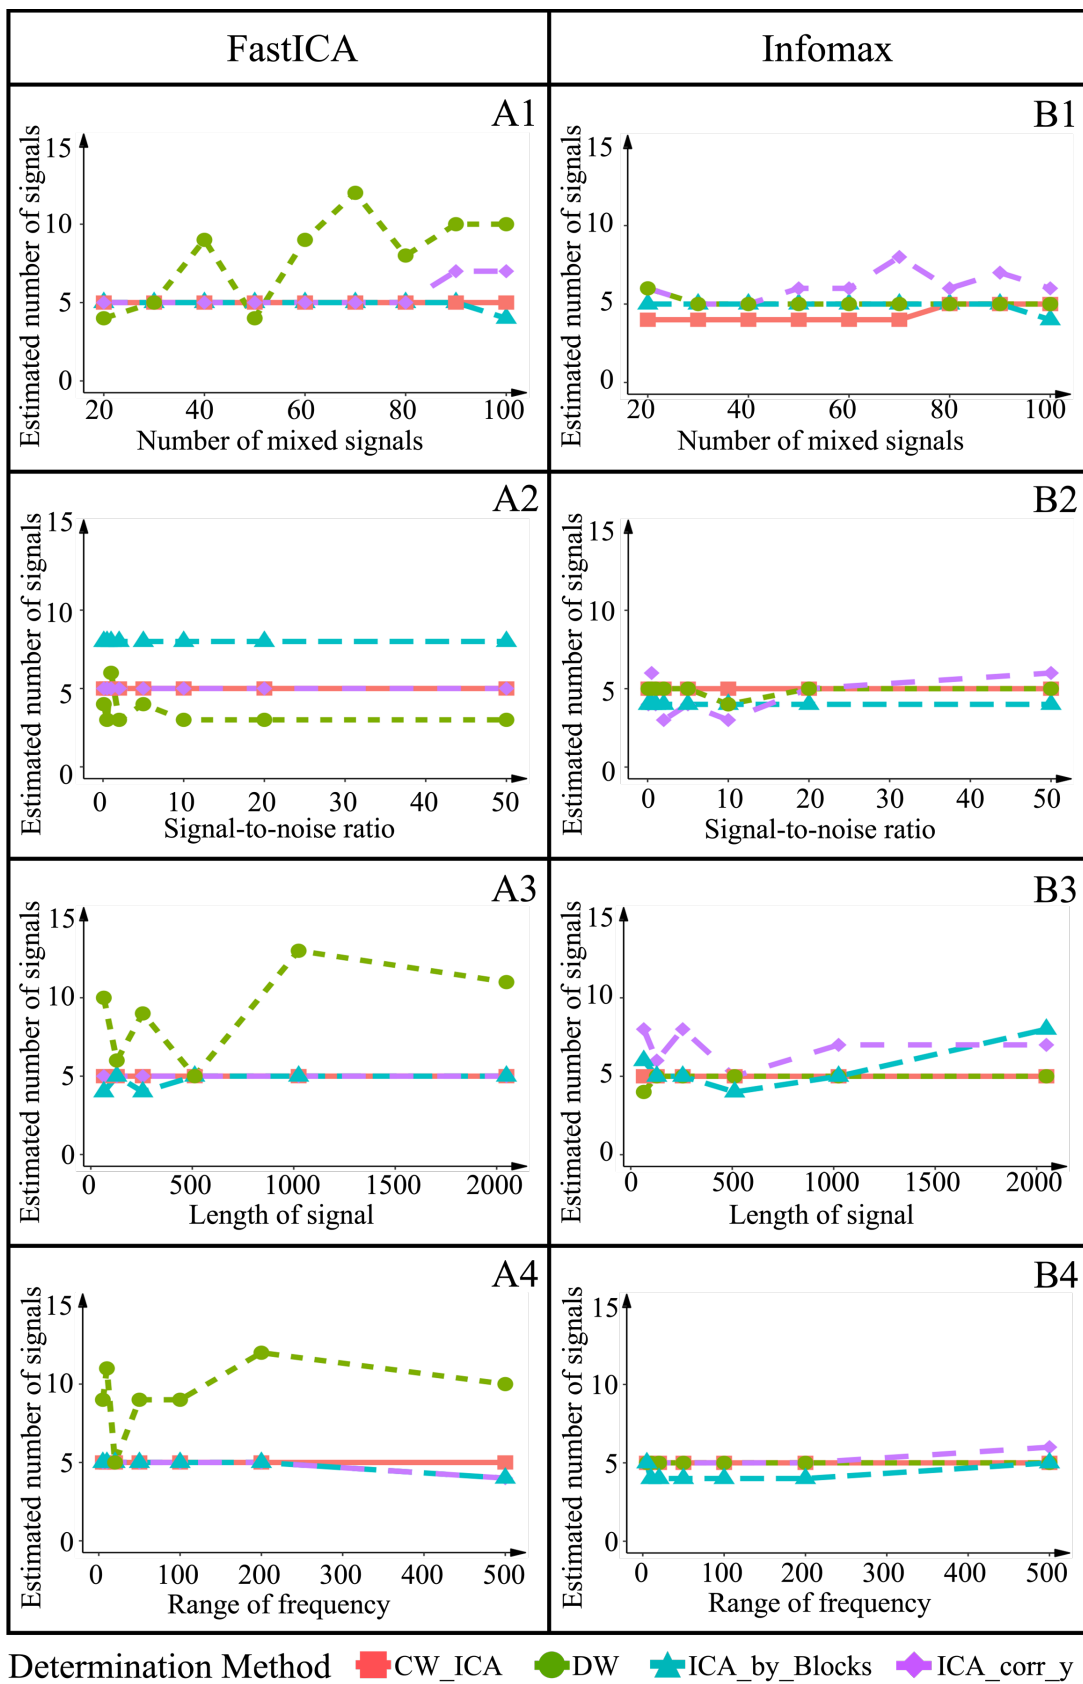 FastICA
Infomax
A1
Estimated number of signals
15
10
5
0
20 40 60 80 100
Number of mixed signals
B1
Estimated number of signals
15
10
5
0
20 40 60 80 100
Number of mixed signals
A2
Estimated number of signals
15
10
5
0
0 10 20 30 40 50
Signal-to-noise ratio
B2
Estimated number of signals
15
10
5
0
0 10 20 30 40 50
Signal-to-noise ratio
A3
Estimated number of signals
15
10
5
0
0 500 1000 1500 2000
Length of signal
B3
Estimated number of signals
15
10
5
0
0 500 1000 1500 2000
Length of signal
A4
Estimated number of signals
15
10
5
0
0 100 200 300 400 500
Range of frequency
B4
Estimated number of signals
15
10
5
0
0 100 200 300 400 500
Range of frequency
Determination Method CW_ICA DW ICA_by_Blocks ICA_corr_y